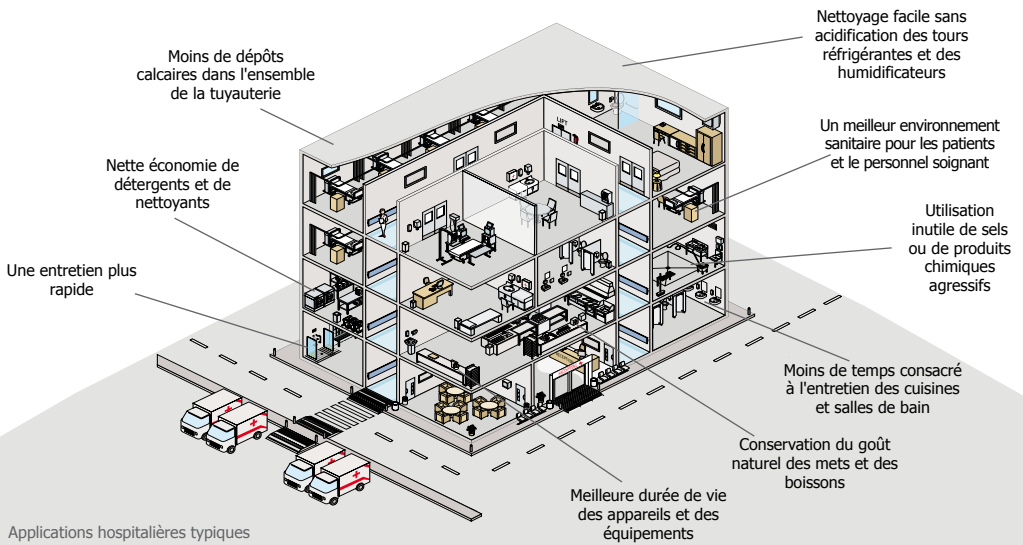 Nettoyage facile sans
acidification des tours
réfrigérantes et des
humidificateurs
Moins de dépôts
calcaires dans l'ensemble
de la tuyauterie
Un meilleur environnement
sanitaire pour les patients
et le personnel soignant
Nette économie de
détergents et de
nettoyants
Utilisation
inutile de sels
ou de produits
chimiques
agressifs
Une entretien plus
rapide
LIFT
Moins de temps consacré
à l'entretien des cuisines
et salles de bain
Conservation du goût
naturel des mets et des
boissons
Meilleure durée de vie
des appareils et des
équipements
Applications hospitalières typiques